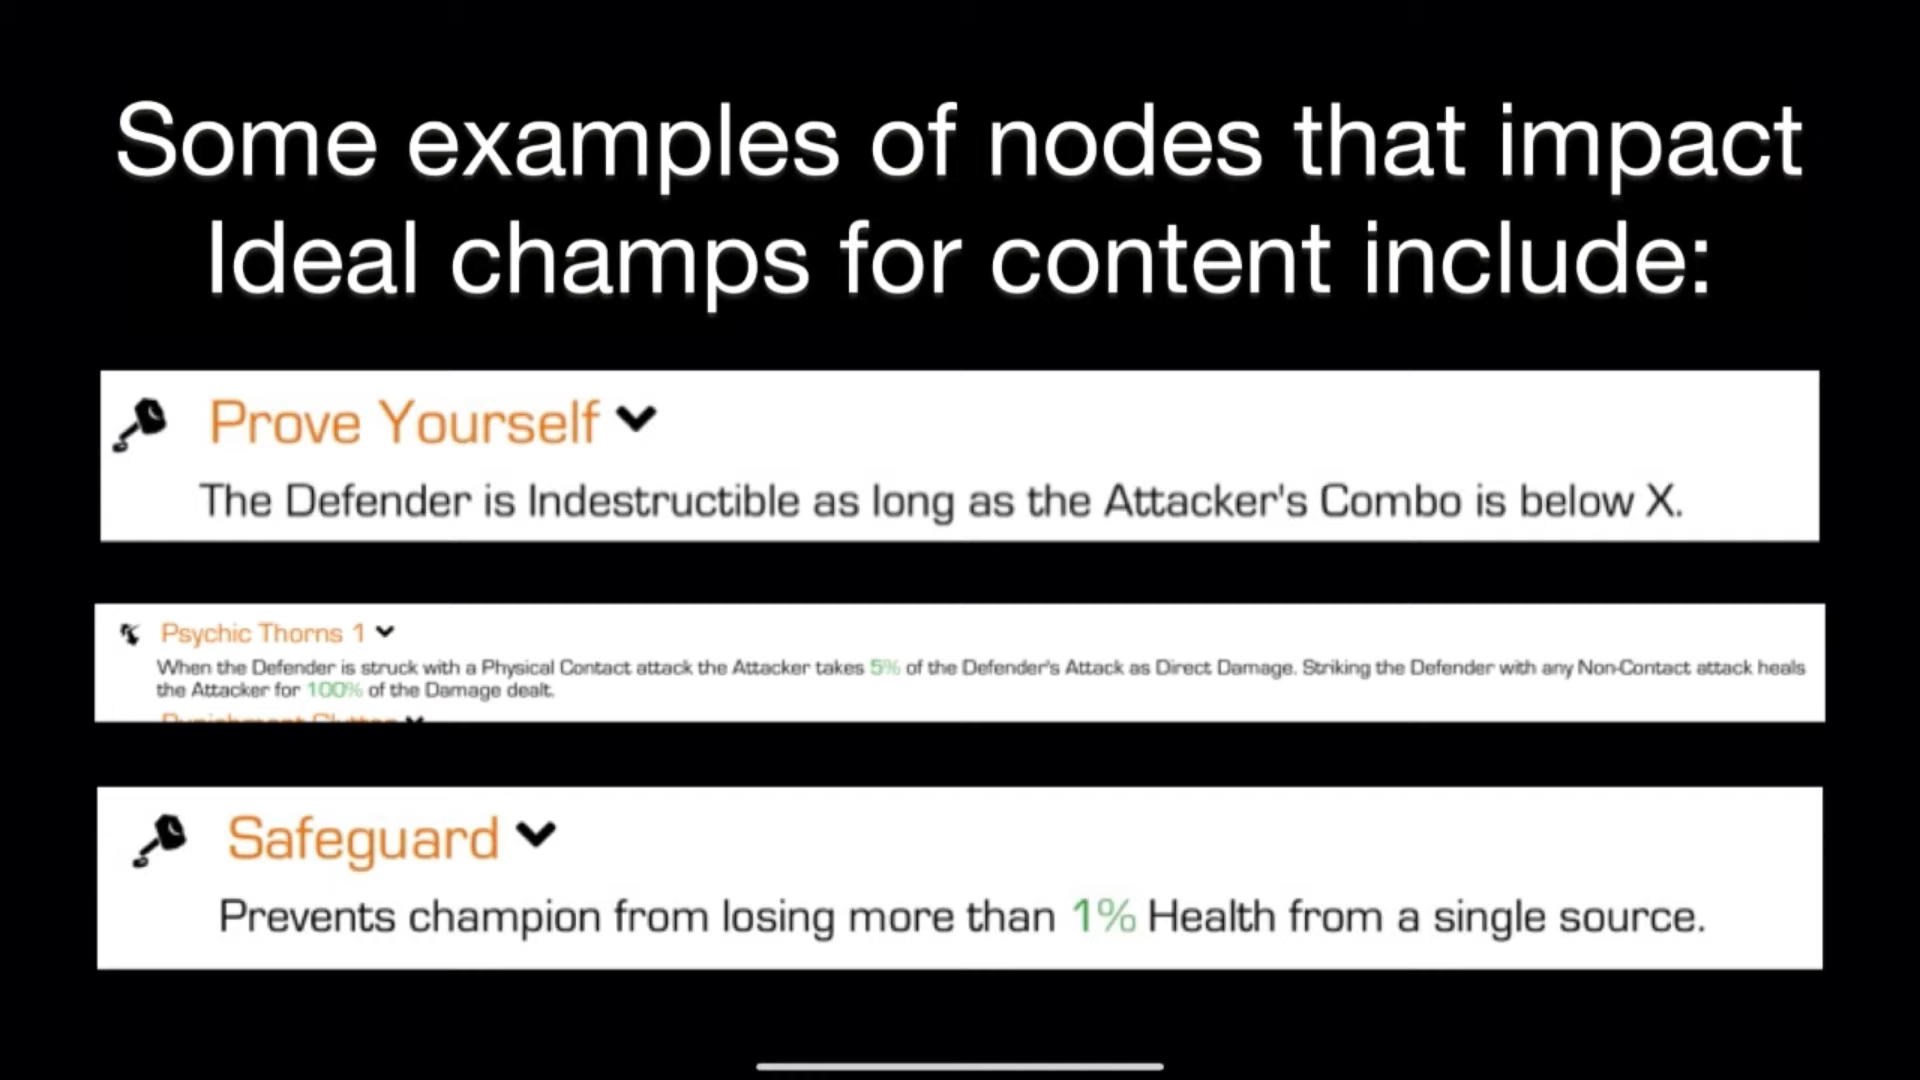 Some examples of nodes that impact
Ideal champs for content include:
Prove Yourself
The Defender is Indestructible as long as the Attacker's Combo is below X.
Psychic Thorns 1
When the Defender is struck with a Physical Contact attack the Attacker takes 5% of the Defender's Attack as Direct Damage. Striking the Defender with any Non-Contact attack heals
the Attacker for 100% of the Damage dealt.
Safeguard
Prevents champion from losing more than 1% Health from a single source.